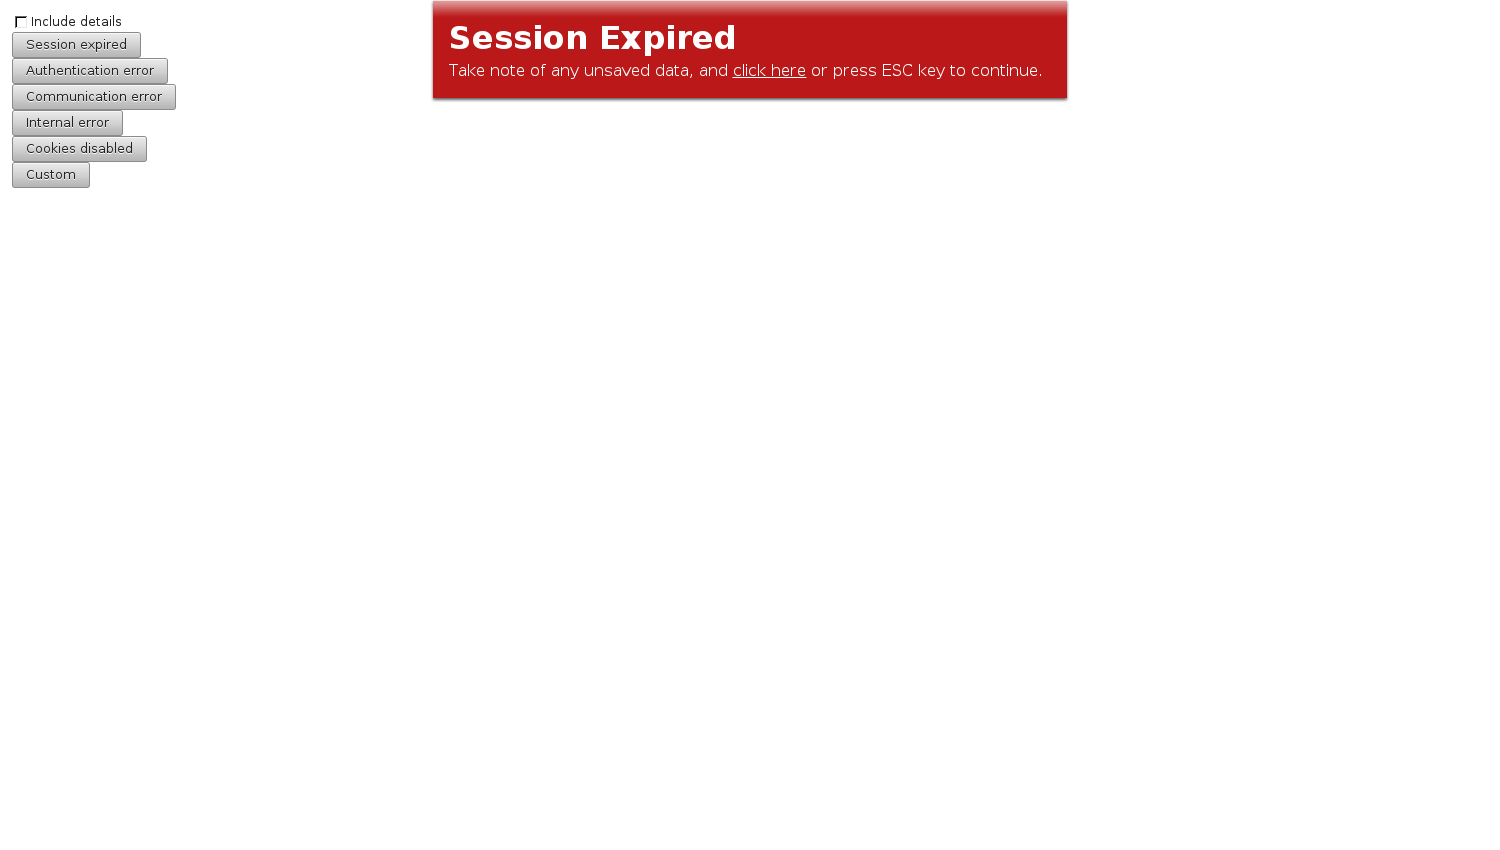 Include details
Session expired
Authentication error
Communication error
Internal error
Cookies disabled
Custom
Session Expired
Take note of any unsaved data, and click here or press ESC key to continue.